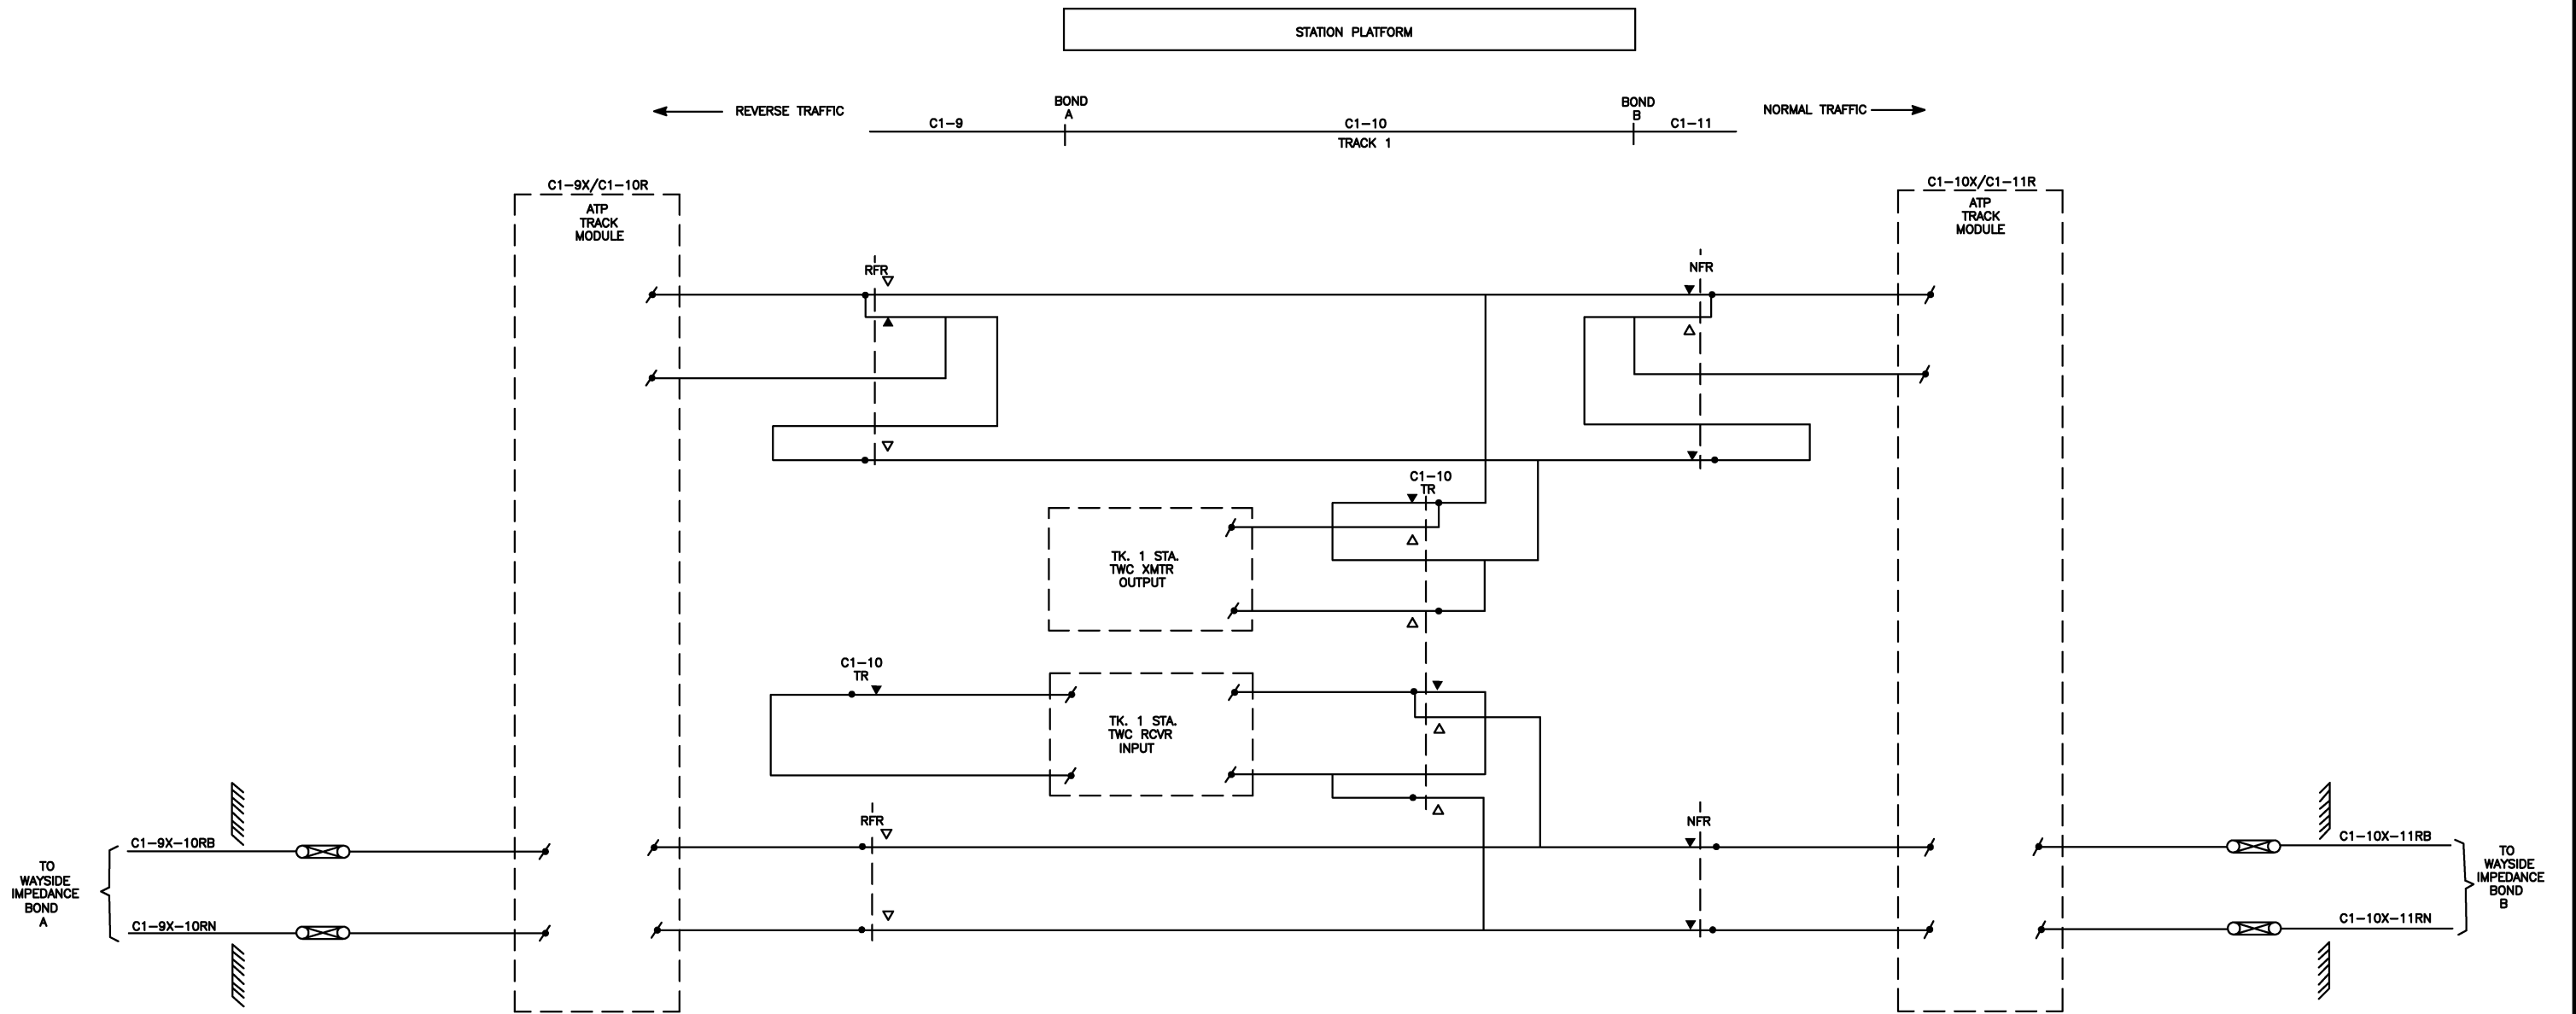 STATION PLATFORM
REVERSE TRAFFIC
C1-9
BOND
A
C1-10
TRACK 1
BOND
B
C1-11
NORMAL TRAFFIC
C1-9X/C1-10R
ATP
TRACK
MODULE
C1-10X/C1-11R
ATP
TRACK
MODULE
RFR
NFR
C1-10
TR
TK. 1 STA.
TWC XMTR
OUTPUT
C1-10
TR
TK. 1 STA.
TWC RCVR
INPUT
RFR
NFR
TO
WAYSIDE
IMPEDANCE
BOND
A
C1-9X-10RB
C1-9X-10RN
C1-10X-11RB
C1-10X-11RN
TO
WAYSIDE
IMPEDANCE
BOND
B